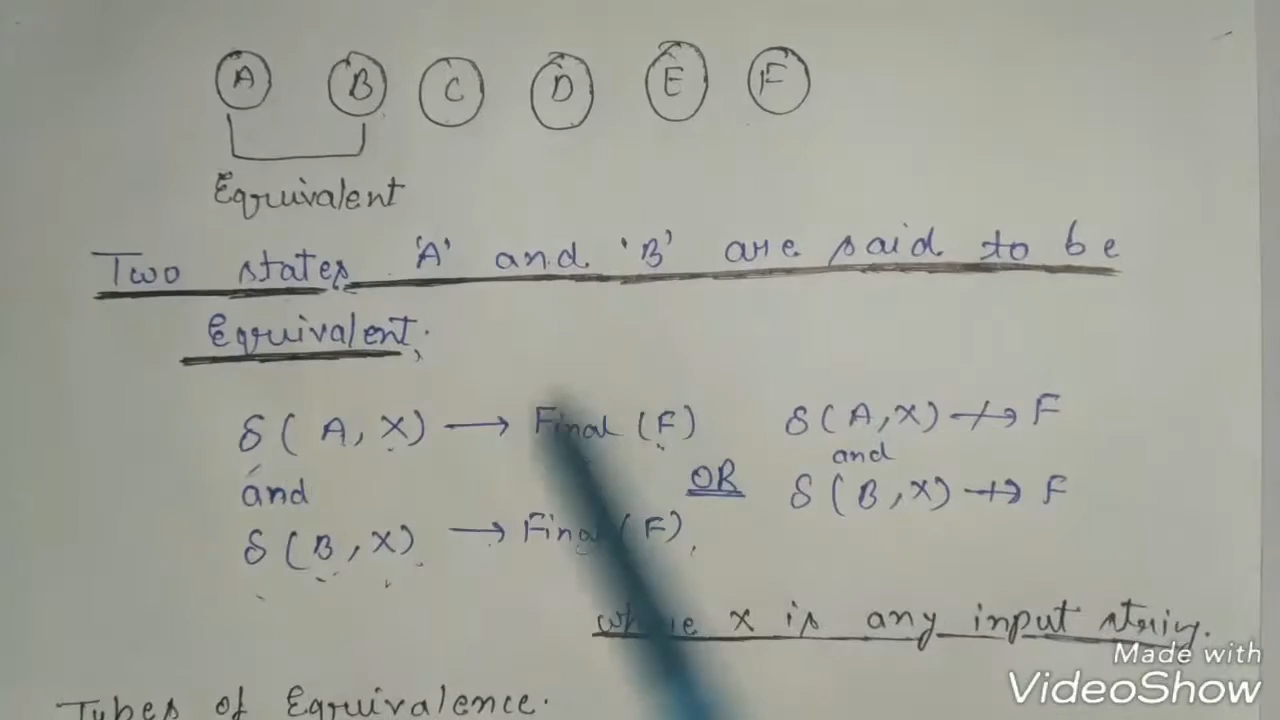 A B C D E F
Equivalent
Two states 'A' and 'B' are said to be
Equivalent:
δ(A,X) → Final (F) δ(A,X) ↛ F
and OR and
δ(B,X) → Final (F), δ(B,X) ↛ F
where x is any input string.
Types of Equivalence.
Made with
VideoShow